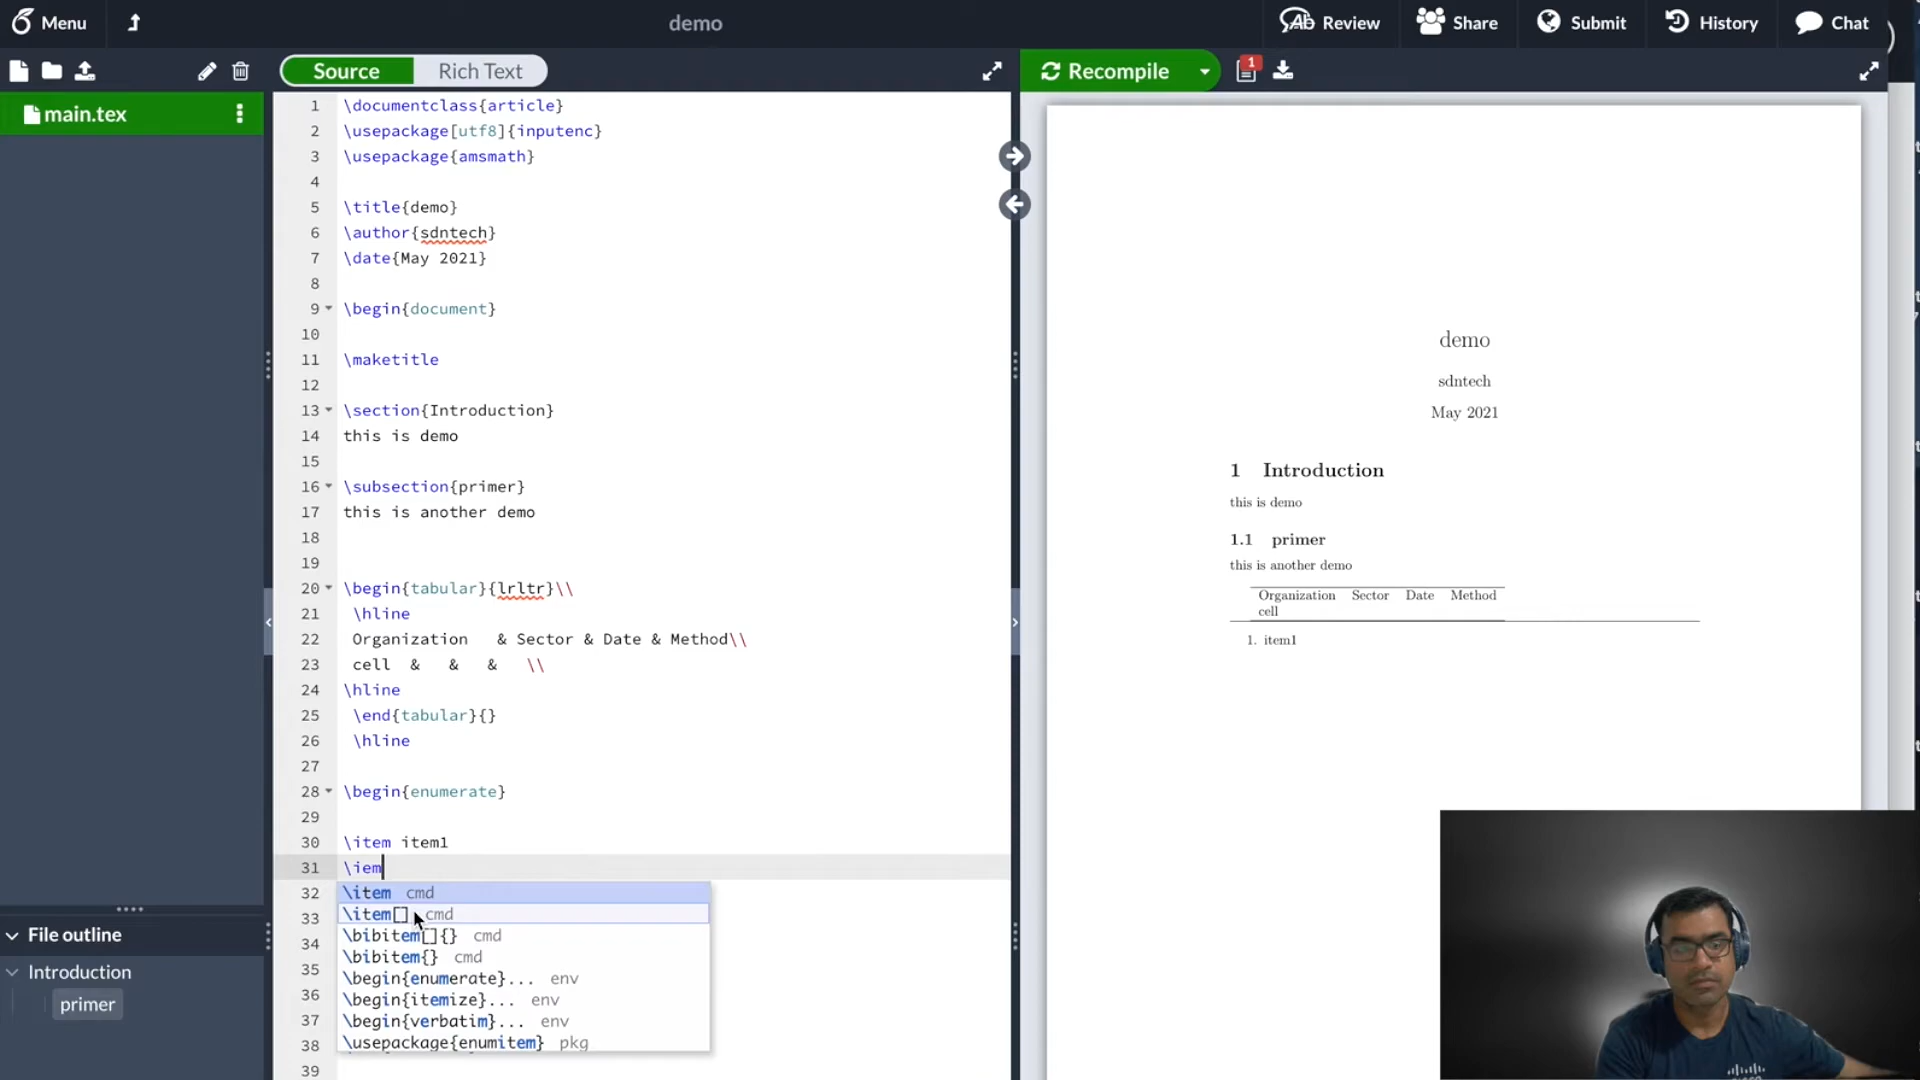 Menu
demo
Review
Share
Submit
History
Chat
Source
Rich Text
Recompile
1
main.tex
1 \documentclass{article}
2 \usepackage[utf8]{inputenc}
3 \usepackage{amsmath}
4
5 \title{demo}
6 \author{sdntech}
7 \date{May 2021}
8
9 \begin{document}
10
11 \maketitle
12
13 \section{Introduction}
14 this is demo
15
16 \subsection{primer}
17 this is another demo
18
19
20 \begin{tabular}{lrltr}\\
21 \hline
22 Organization & Sector & Date & Method\\
23 cell & & & \\
24 \hline
25 \end{tabular}{}
26 \hline
27
28 \begin{enumerate}
29
30 \item item1
31 \iem
32
33
34
35
36
37
38
39
\item cmd
\item[] cmd
\bibitem[]{} cmd
\bibitem{} cmd
\begin{enumerate}... env
\begin{itemize}... env
\begin{verbatim}... env
\usepackage{enumitem} pkg
File outline
Introduction
primer
demo
sdntech
May 2021
1 Introduction
this is demo
1.1 primer
this is another demo
Organization Sector Date Method
cell
1. item1